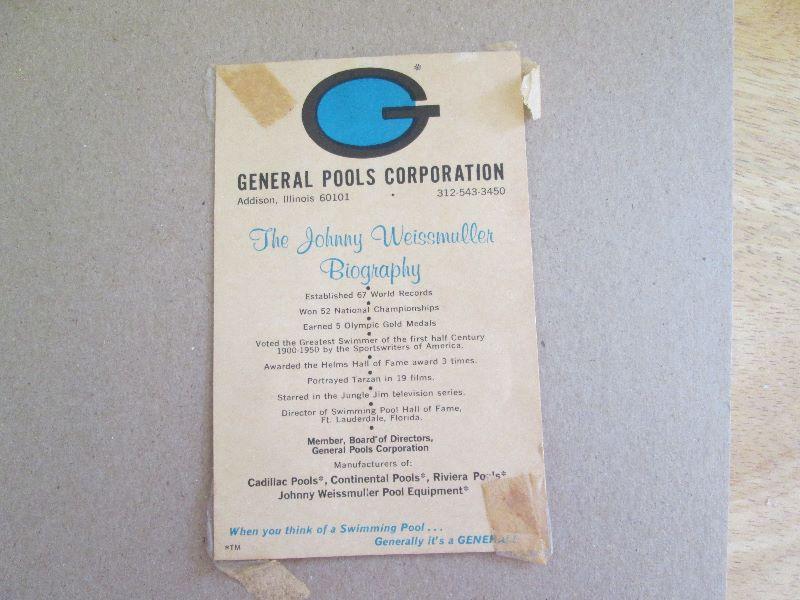 G*
GENERAL POOLS CORPORATION
Addison, Illinois 60101 • 312-543-3450
The Johnny Weissmuller
Biography
•
Established 67 World Records
•
Won 52 National Championships
•
Earned 5 Olympic Gold Medals
•
Voted the Greatest Swimmer of the first half Century
1900-1950 by the Sportswriters of America.
•
Awarded the Helms Hall of Fame award 3 times.
•
Portrayed Tarzan in 19 films.
•
Starred in the Jungle Jim television series.
•
Director of Swimming Pool Hall of Fame,
Ft. Lauderdale, Florida.
•
Member, Board of Directors,
General Pools Corporation
Manufacturers of:
Cadillac Pools*, Continental Pools*, Riviera Pools*
Johnny Weissmuller Pool Equipment*
When you think of a Swimming Pool . . .
Generally it's a GENERAL
*TM